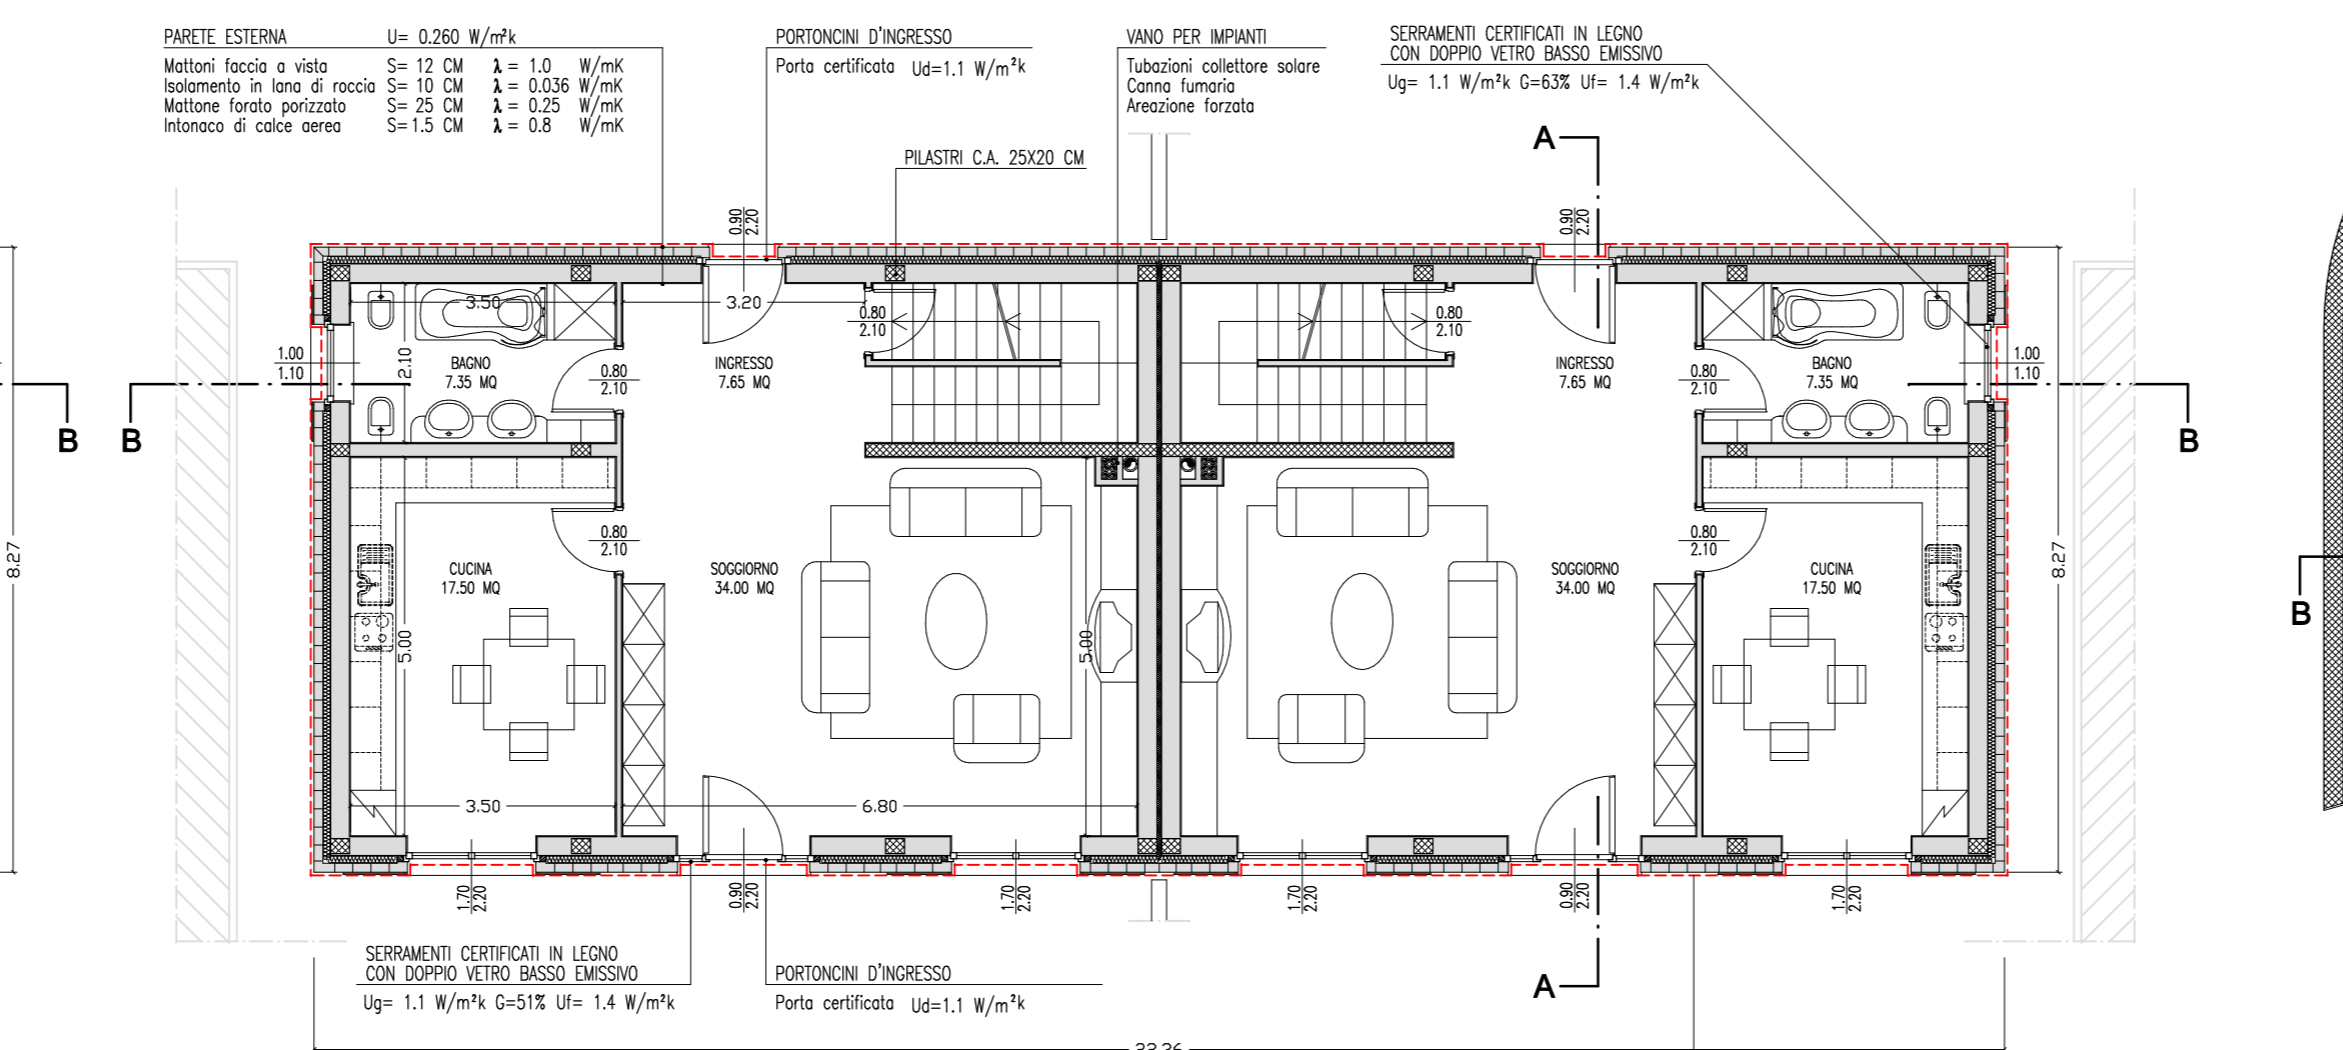 PARETE ESTERNA U= 0.260 W/m²k
Mattoni faccia a vista S= 12 CM λ = 1.0 W/mK
Isolamento in lana di roccia S= 10 CM λ = 0.036 W/mK
Mattone forato porizzato S= 25 CM λ = 0.25 W/mK
Intonaco di calce aerea S= 1.5 CM λ = 0.8 W/mK
PORTONCINI D'INGRESSO
Porta certificata Ud=1.1 W/m²k
VANO PER IMPIANTI
Tubazioni collettore solare
Canna fumaria
Areazione forzata
SERRAMENTI CERTIFICATI IN LEGNO
CON DOPPIO VETRO BASSO EMISSIVO
Ug= 1.1 W/m²k G=63% Uf= 1.4 W/m²k
PILASTRI C.A. 25X20 CM
A
0.90
2.20
0.90
2.20
3.50
3.20
0.80
2.10
0.80
2.10
1.00
1.10
2.10
BAGNO
7.35 MQ
0.80
2.10
INGRESSO
7.65 MQ
INGRESSO
7.65 MQ
0.80
2.10
BAGNO
7.35 MQ
1.00
1.10
B
B
B
8.27
0.80
2.10
CUCINA
17.50 MQ
SOGGIORNO
34.00 MQ
SOGGIORNO
34.00 MQ
0.80
2.10
CUCINA
17.50 MQ
8.27
B
5.00
5.00
3.50
6.80
1.70
2.20
0.90
2.20
1.70
2.20
1.70
2.20
0.90
2.20
1.70
2.20
SERRAMENTI CERTIFICATI IN LEGNO
CON DOPPIO VETRO BASSO EMISSIVO
Ug= 1.1 W/m²k G=51% Uf= 1.4 W/m²k
PORTONCINI D'INGRESSO
Porta certificata Ud=1.1 W/m²k
A